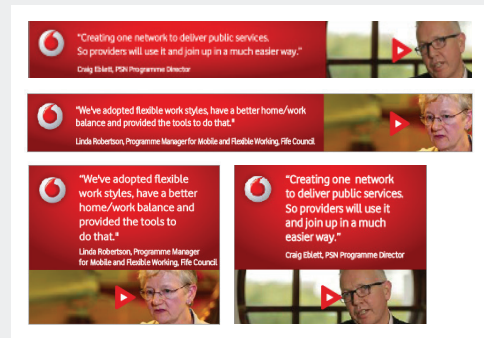 "Creating one network to deliver public services.
So providers will use it and join up in a much easier way."
Craig Eblett, PSN Programme Director
"We've adopted flexible work styles, have a better home/work
balance and provided the tools to do that."
Linda Robertson, Programme Manager for Mobile and Flexible Working, Fife Council
"We've adopted flexible
work styles, have a better
home/work balance and
provided the tools to
do that."
Linda Robertson, Programme Manager
for Mobile and Flexible Working, Fife Council
"Creating one network
to deliver public services.
So providers will use it
and join up in a much
easier way."
Craig Eblett, PSN Programme Director